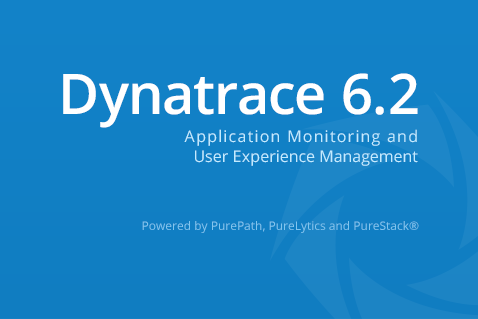 Dynatrace 6.2
Application Monitoring and
User Experience Management
Powered by PurePath, PureLytics and PureStack®